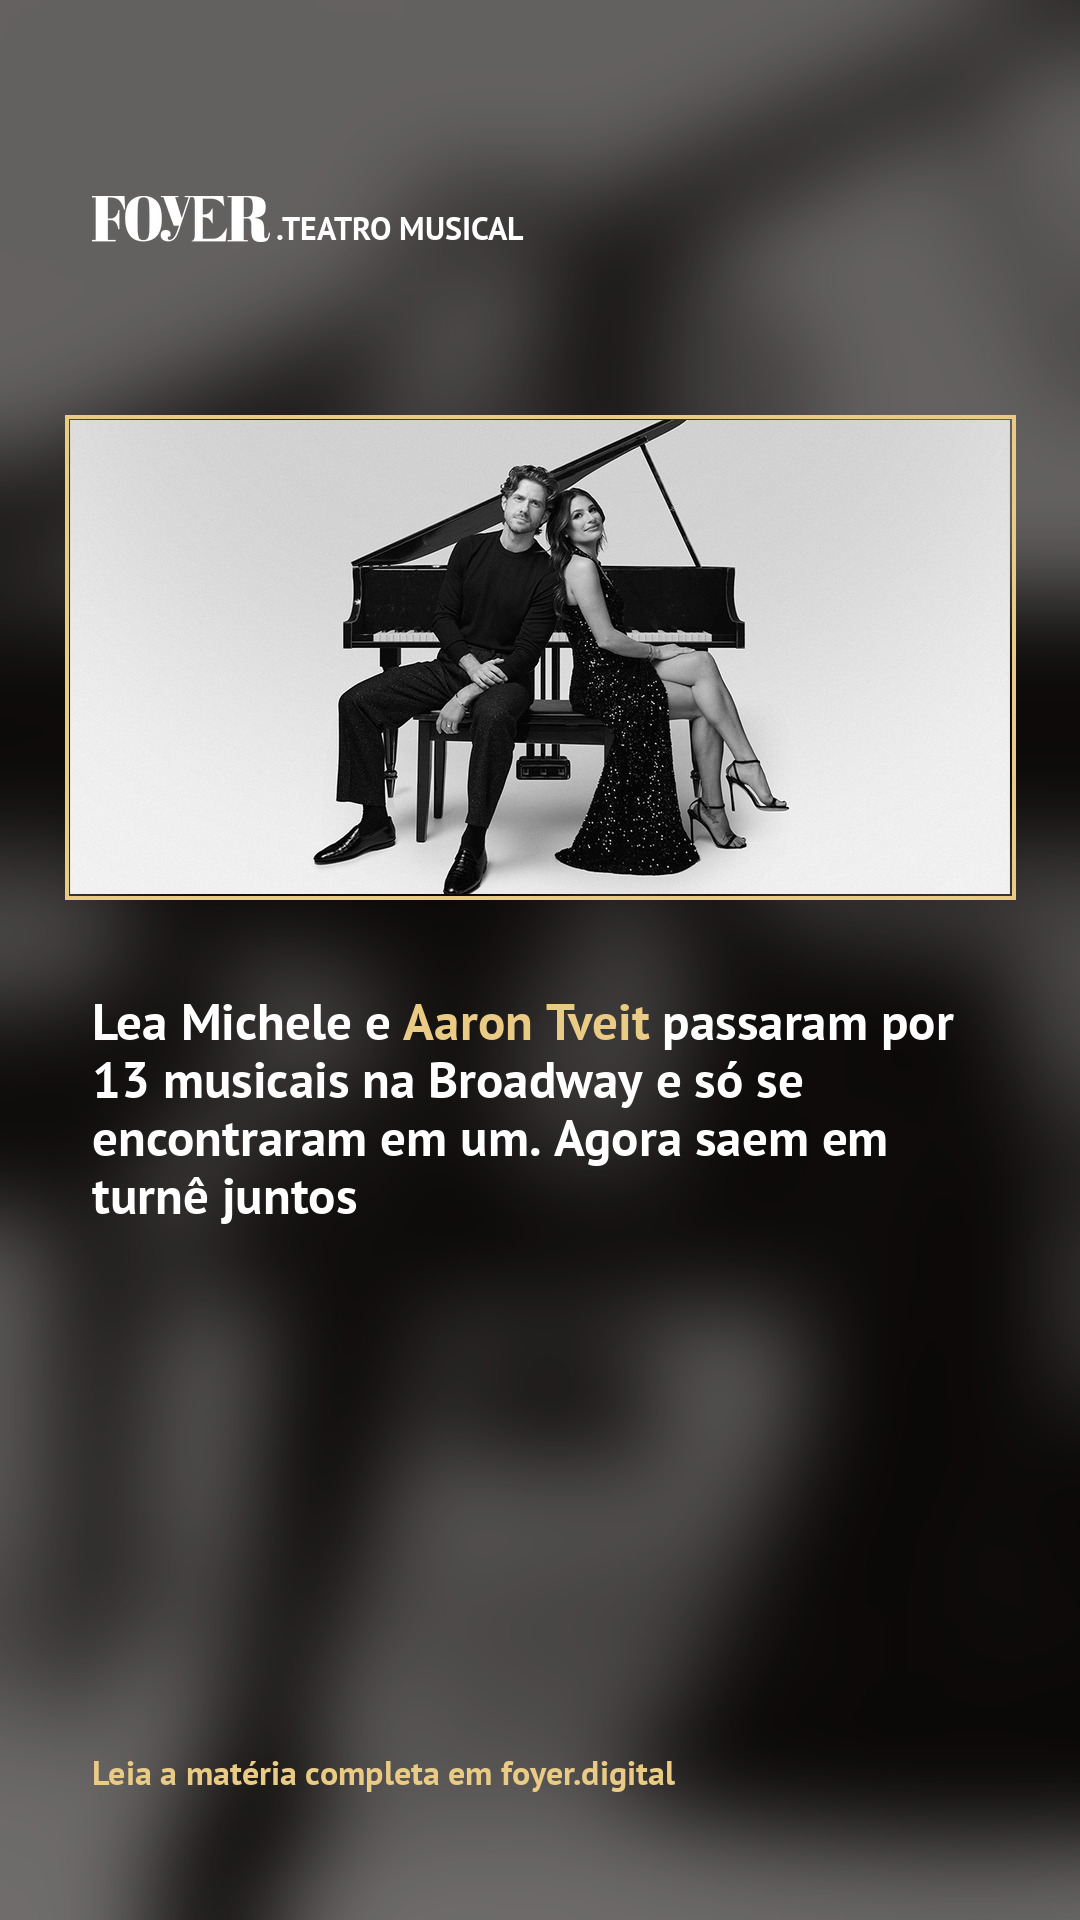 FOYER .TEATRO MUSICAL
Lea Michele e Aaron Tveit passaram por
13 musicais na Broadway e só se
encontraram em um. Agora saem em
turnê juntos
Leia a matéria completa em foyer.digital